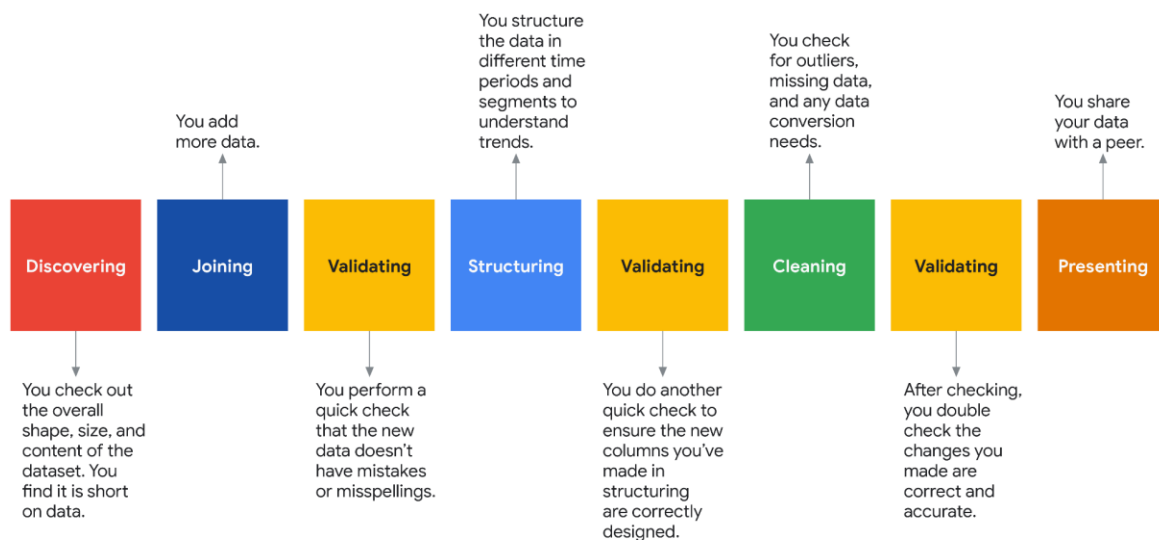 You structure
the data in
different time
periods and
segments to
understand
trends.
You check
for outliers,
missing data,
and any data
conversion
needs.
You add
more data.
You share
your data
with a peer.
Discovering
Joining
Validating
Structuring
Validating
Cleaning
Validating
Presenting
You check out
the overall
shape, size, and
content of the
dataset. You
find it is short
on data.
You perform a
quick check
that the new
data doesn't
have mistakes
or misspellings.
You do another
quick check to
ensure the new
columns you've
made in
structuring
are correctly
designed.
After checking,
you double
check the
changes you
made are
correct and
accurate.